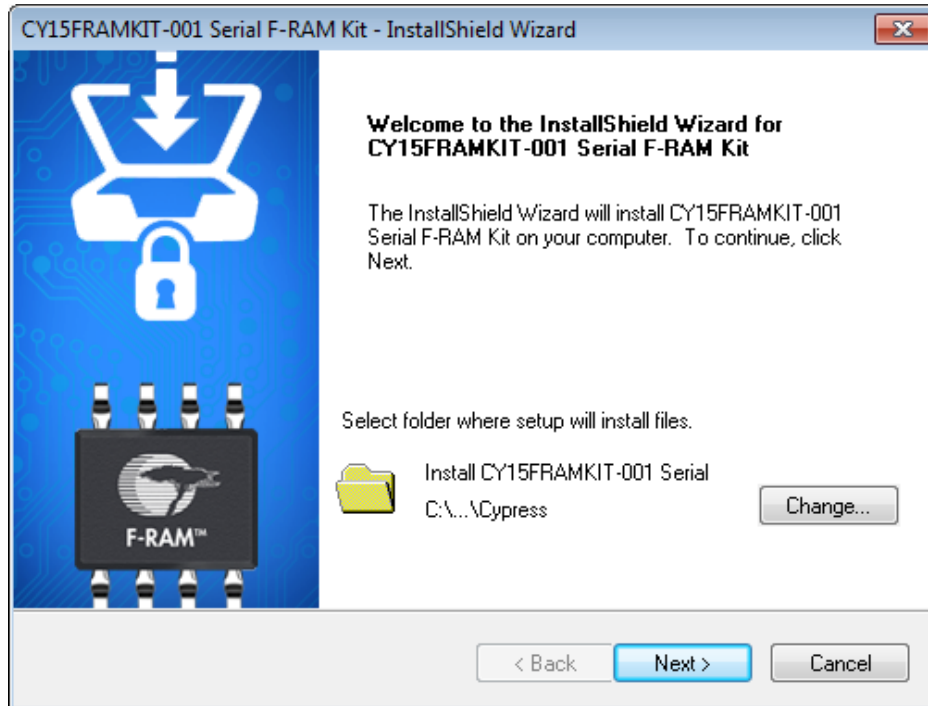 CY15FRAMKIT-001 Serial F-RAM Kit - InstallShield Wizard
Welcome to the InstallShield Wizard for
CY15FRAMKIT-001 Serial F-RAM Kit
The InstallShield Wizard will install CY15FRAMKIT-001
Serial F-RAM Kit on your computer. To continue, click
Next.
Select folder where setup will install files.
Install CY15FRAMKIT-001 Serial
C:\...\Cypress
Change...
F-RAM™
< Back
Next >
Cancel